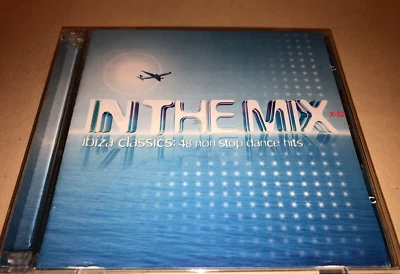 IN THE MIX
ibiza classics: 48 non stop dance hits